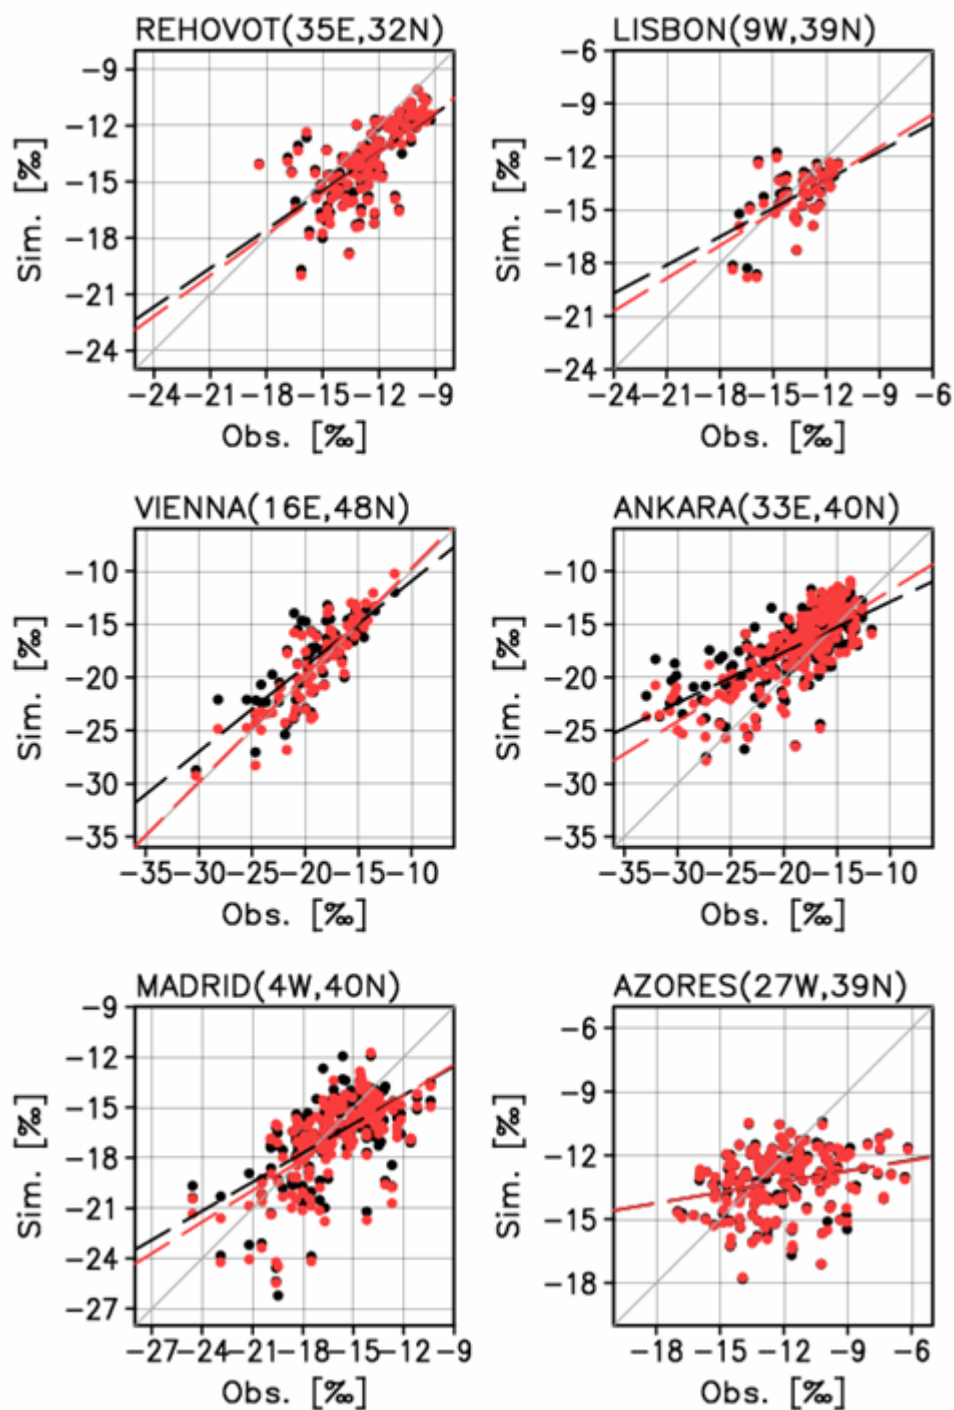 REHOVOT(35E,32N)
LISBON(9W,39N)
Sim. [‰]
-9
-12
-15
-18
-21
-24
-24 -21 -18 -15 -12 -9
Obs. [‰]
Sim. [‰]
-6
-9
-12
-15
-18
-21
-24
-24 -21 -18 -15 -12 -9 -6
Obs. [‰]
VIENNA(16E,48N)
ANKARA(33E,40N)
Sim. [‰]
-10
-15
-20
-25
-30
-35
-35 -30 -25 -20 -15 -10
Obs. [‰]
Sim. [‰]
-10
-15
-20
-25
-30
-35
-35 -30 -25 -20 -15 -10
Obs. [‰]
MADRID(4W,40N)
AZORES(27W,39N)
Sim. [‰]
-9
-12
-15
-18
-21
-24
-27
-27 -24 -21 -18 -15 -12 -9
Obs. [‰]
Sim. [‰]
-6
-9
-12
-15
-18
-18 -15 -12 -9 -6
Obs. [‰]